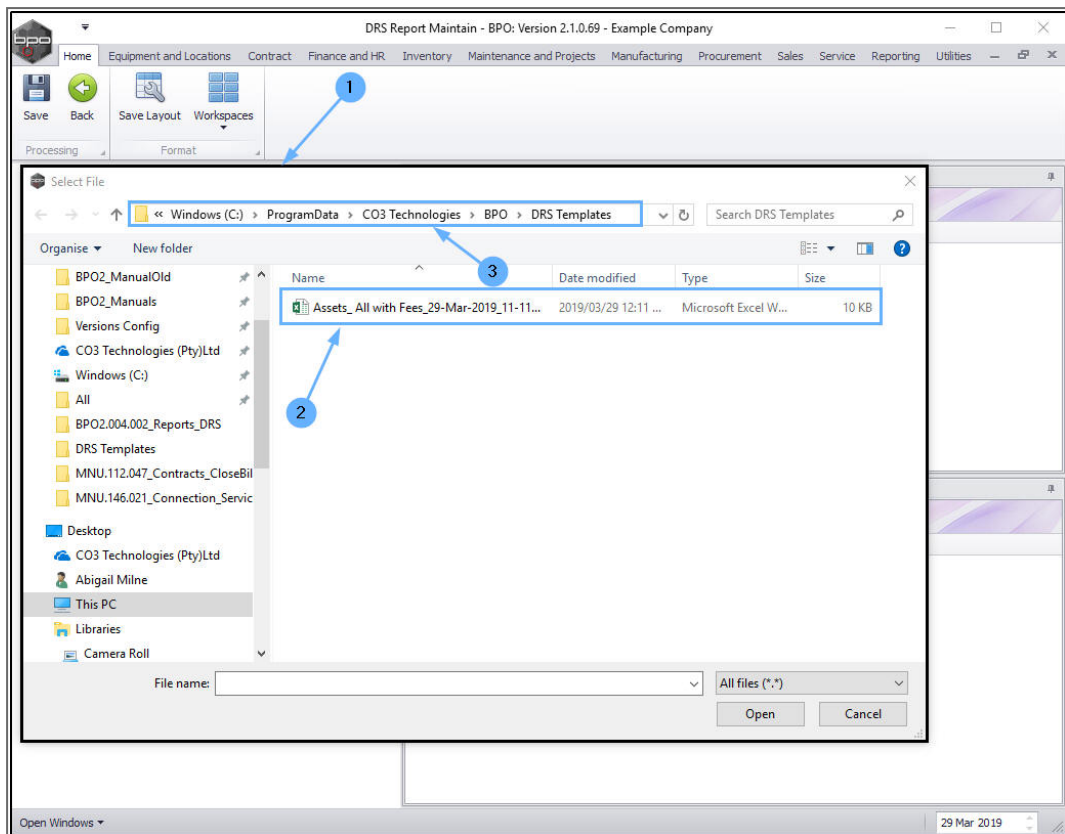 DRS Report Maintain - BPO: Version 2.1.0.69 - Example Company
bpo
Home Equipment and Locations Contract Finance and HR Inventory Maintenance and Projects Manufacturing Procurement Sales Service Reporting Utilities
1
Save Back Save Layout Workspaces
Processing Format
Select File
« Windows (C:) > ProgramData > CO3 Technologies > BPO > DRS Templates Search DRS Templates
Organise New folder
3
BPO2_ManualOld
Name Date modified Type Size
BPO2_Manuals
Assets_ All with Fees_29-Mar-2019_11-11... 2019/03/29 12:11 ... Microsoft Excel W... 10 KB
Versions Config
CO3 Technologies (Pty)Ltd
Windows (C:)
All
2
BPO2.004.002_Reports_DRS
DRS Templates
MNU.112.047_Contracts_CloseBil
MNU.146.021_Connection_Servic
Desktop
CO3 Technologies (Pty)Ltd
Abigail Milne
This PC
Libraries
Camera Roll
File name: All files (*.*)
Open Cancel
Open Windows 29 Mar 2019